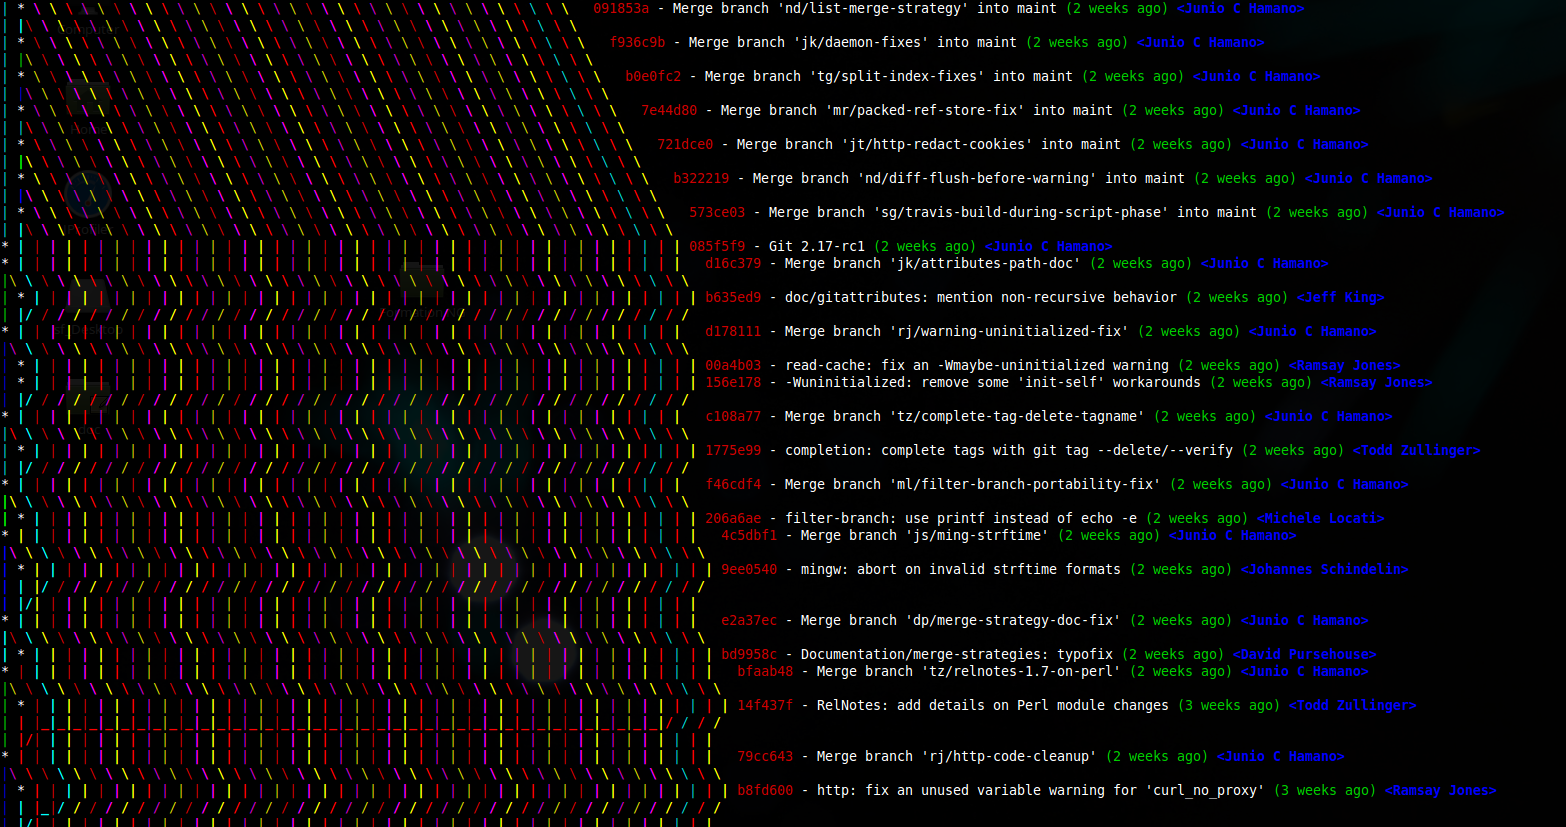 091853a - Merge branch 'nd/list-merge-strategy' into maint (2 weeks ago) <Junio C Hamano>
f936c9b - Merge branch 'jk/daemon-fixes' into maint (2 weeks ago) <Junio C Hamano>
b0e0fc2 - Merge branch 'tg/split-index-fixes' into maint (2 weeks ago) <Junio C Hamano>
7e44d80 - Merge branch 'mr/packed-ref-store-fix' into maint (2 weeks ago) <Junio C Hamano>
721dce0 - Merge branch 'jt/http-redact-cookies' into maint (2 weeks ago) <Junio C Hamano>
b322219 - Merge branch 'nd/diff-flush-before-warning' into maint (2 weeks ago) <Junio C Hamano>
573ce03 - Merge branch 'sg/travis-build-during-script-phase' into maint (2 weeks ago) <Junio C Hamano>
085f5f9 - Git 2.17-rc1 (2 weeks ago) <Junio C Hamano>
d16c379 - Merge branch 'jk/attributes-path-doc' (2 weeks ago) <Junio C Hamano>
b635ed9 - doc/gitattributes: mention non-recursive behavior (2 weeks ago) <Jeff King>
d178111 - Merge branch 'rj/warning-uninitialized-fix' (2 weeks ago) <Junio C Hamano>
00a4b03 - read-cache: fix an -Wmaybe-uninitialized warning (2 weeks ago) <Ramsay Jones>
156e178 - -Wuninitialized: remove some 'init-self' workarounds (2 weeks ago) <Ramsay Jones>
c108a77 - Merge branch 'tz/complete-tag-delete-tagname' (2 weeks ago) <Junio C Hamano>
1775e99 - completion: complete tags with git tag --delete/--verify (2 weeks ago) <Todd Zullinger>
f46cdf4 - Merge branch 'ml/filter-branch-portability-fix' (2 weeks ago) <Junio C Hamano>
206a6ae - filter-branch: use printf instead of echo -e (2 weeks ago) <Michele Locati>
4c5dbf1 - Merge branch 'js/ming-strftime' (2 weeks ago) <Junio C Hamano>
9ee0540 - mingw: abort on invalid strftime formats (2 weeks ago) <Johannes Schindelin>
e2a37ec - Merge branch 'dp/merge-strategy-doc-fix' (2 weeks ago) <Junio C Hamano>
bd9958c - Documentation/merge-strategies: typofix (2 weeks ago) <David Pursehouse>
bfaab48 - Merge branch 'tz/relnotes-1.7-on-perl' (2 weeks ago) <Junio C Hamano>
14f437f - RelNotes: add details on Perl module changes (3 weeks ago) <Todd Zullinger>
79cc643 - Merge branch 'rj/http-code-cleanup' (2 weeks ago) <Junio C Hamano>
b8fd600 - http: fix an unused variable warning for 'curl_no_proxy' (3 weeks ago) <Ramsay Jones>